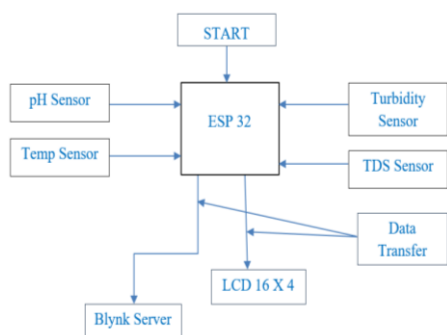 START
pH Sensor
ESP 32
Turbidity
Sensor
Temp Sensor
TDS Sensor
Data
Transfer
LCD 16 X 4
Blynk Server